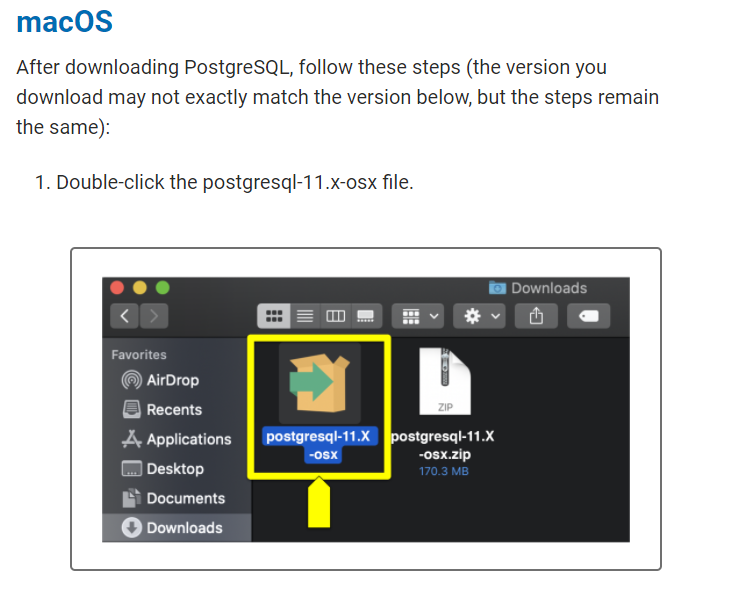 macOS
After downloading PostgreSQL, follow these steps (the version you
download may not exactly match the version below, but the steps remain
the same):
1. Double-click the postgresql-11.x-osx file.
Downloads
Favorites
AirDrop
Recents
Applications
Desktop
Documents
Downloads
postgresql-11.X
-osx
ZIP
postgresql-11.X
-osx.zip
170.3 MB